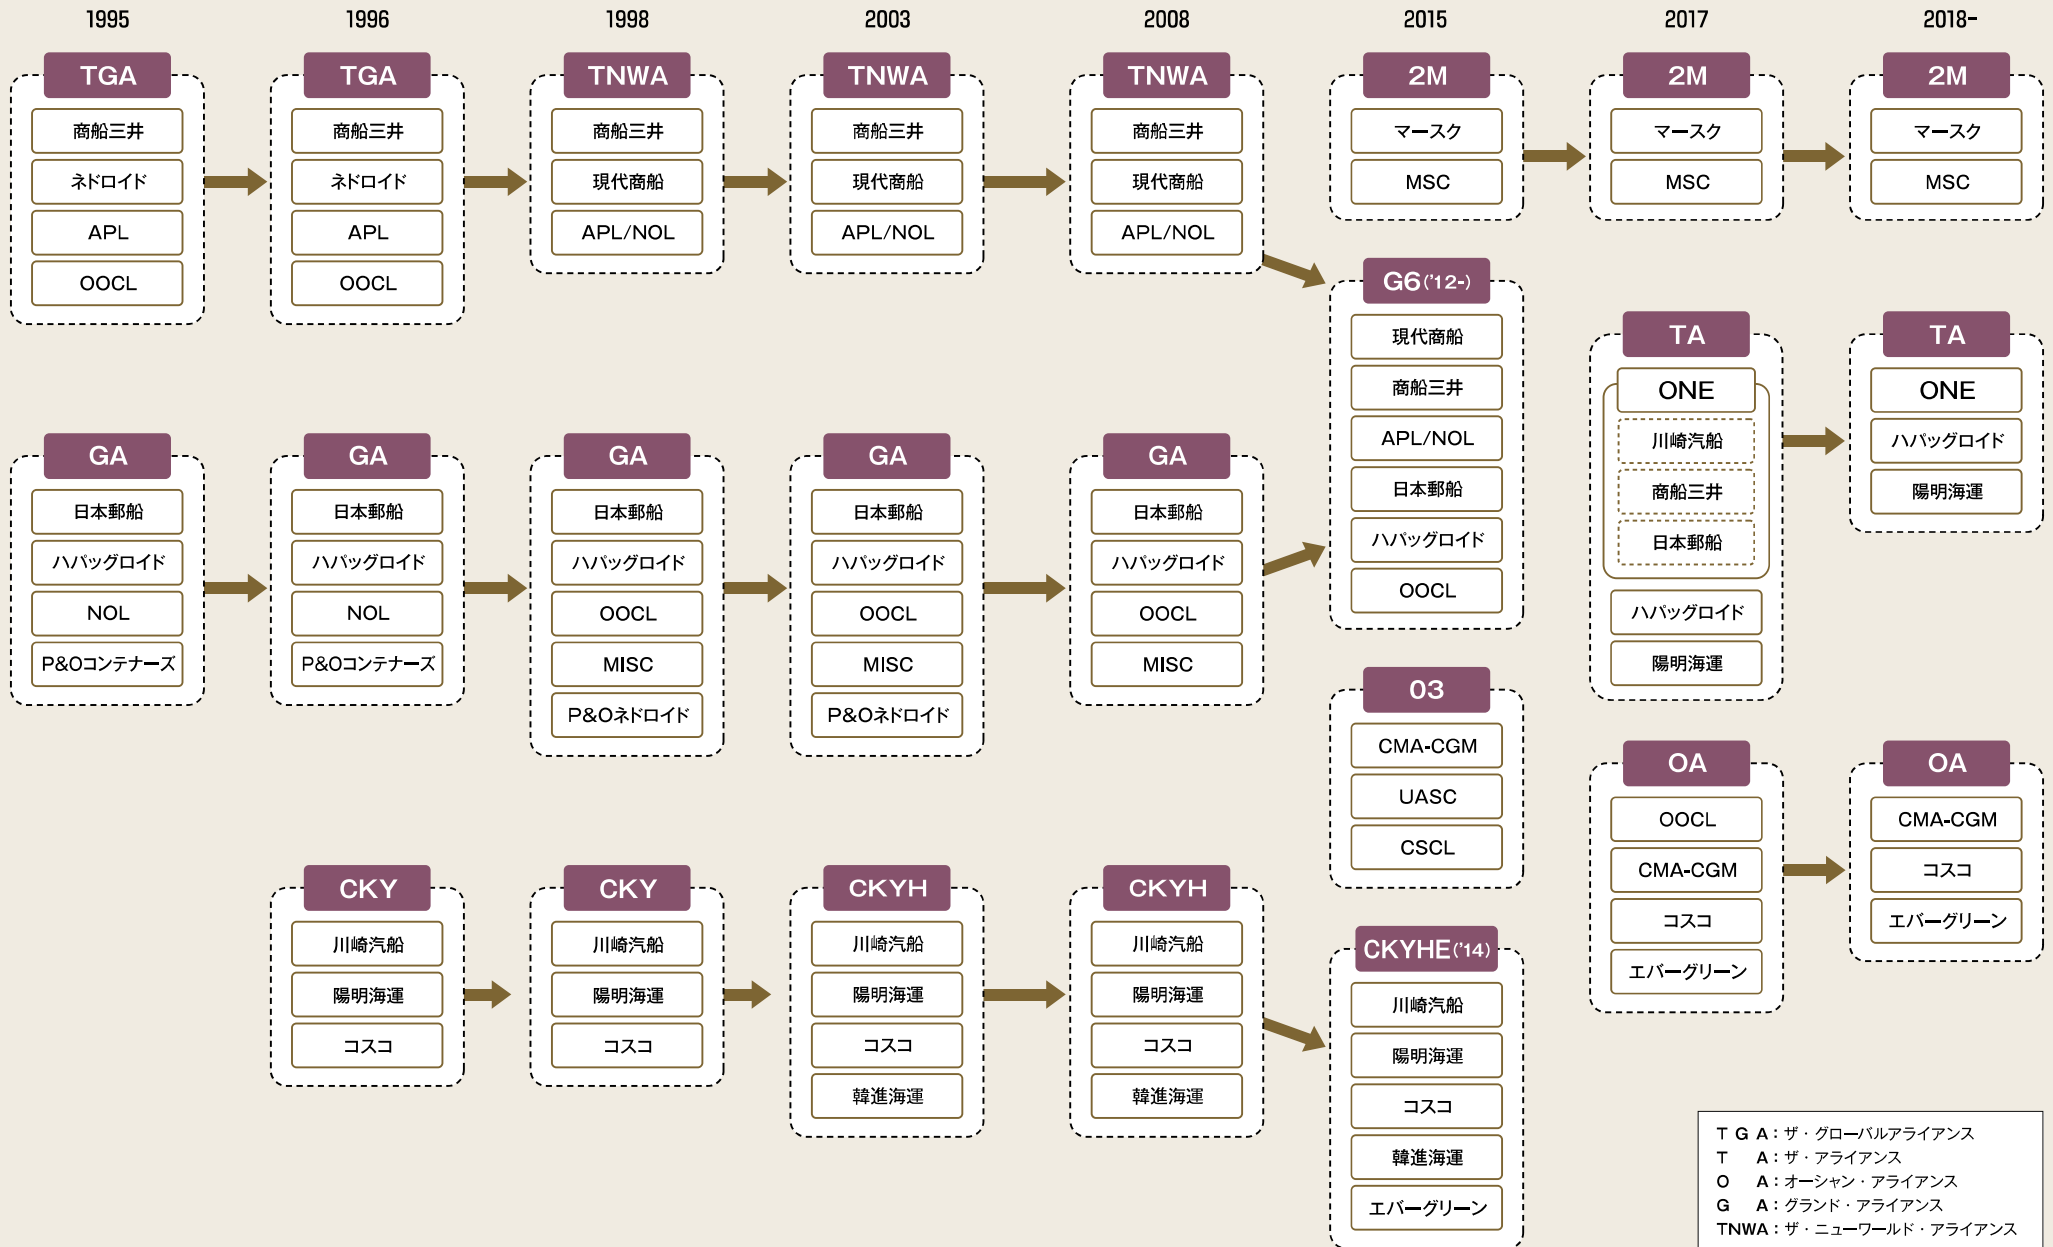 1995
1996
1998
2003
2008
2015
2017
2018-
TGA
商船三井
ネドロイド
APL
OOCL
GA
日本郵船
ハパッグロイド
NOL
P&Oコンテナーズ
TGA
商船三井
ネドロイド
APL
OOCL
GA
日本郵船
ハパッグロイド
NOL
P&Oコンテナーズ
CKY
川崎汽船
陽明海運
コスコ
TNWA
商船三井
現代商船
APL/NOL
GA
日本郵船
ハパッグロイド
OOCL
MISC
P&Oネドロイド
CKY
川崎汽船
陽明海運
コスコ
TNWA
商船三井
現代商船
APL/NOL
GA
日本郵船
ハパッグロイド
OOCL
MISC
P&Oネドロイド
CKYH
川崎汽船
陽明海運
コスコ
韓進海運
TNWA
商船三井
現代商船
APL/NOL
GA
日本郵船
ハパッグロイド
OOCL
MISC
CKYH
川崎汽船
陽明海運
コスコ
韓進海運
2M
マースク
MSC
G6('12-)
現代商船
商船三井
APL/NOL
日本郵船
ハパッグロイド
OOCL
03
CMA-CGM
UASC
CSCL
CKYHE('14)
川崎汽船
陽明海運
コスコ
韓進海運
エバーグリーン
2M
マースク
MSC
TA
ONE
川崎汽船
商船三井
日本郵船
ハパッグロイド
陽明海運
OA
OOCL
CMA-CGM
コスコ
エバーグリーン
2M
マースク
MSC
TA
ONE
ハパッグロイド
陽明海運
OA
CMA-CGM
コスコ
エバーグリーン
T G A：ザ・グローバルアライアンス
T A：ザ・アライアンス
O A：オーシャン・アライアンス
G A：グランド・アライアンス
TNWA：ザ・ニューワールド・アライアンス